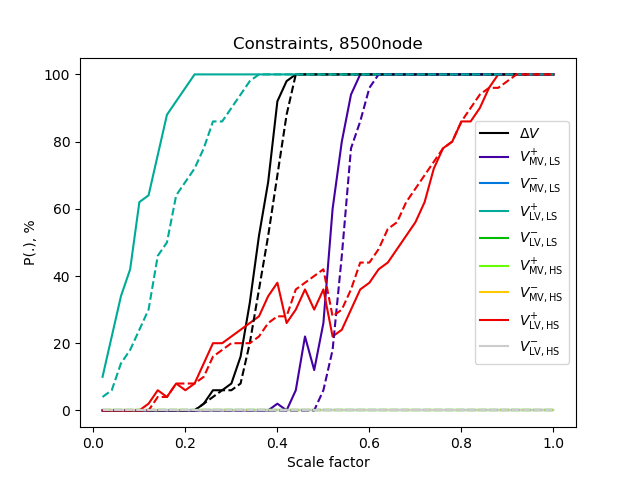 Constraints, 8500node
P(.), %
100
80
60
40
20
0
0.0 0.2 0.4 0.6 0.8 1.0
Scale factor
ΔV
V⁺MV, LS
V⁻MV, LS
V⁺LV, LS
V⁻LV, LS
V⁺MV, HS
V⁻MV, HS
V⁺LV, HS
V⁻LV, HS